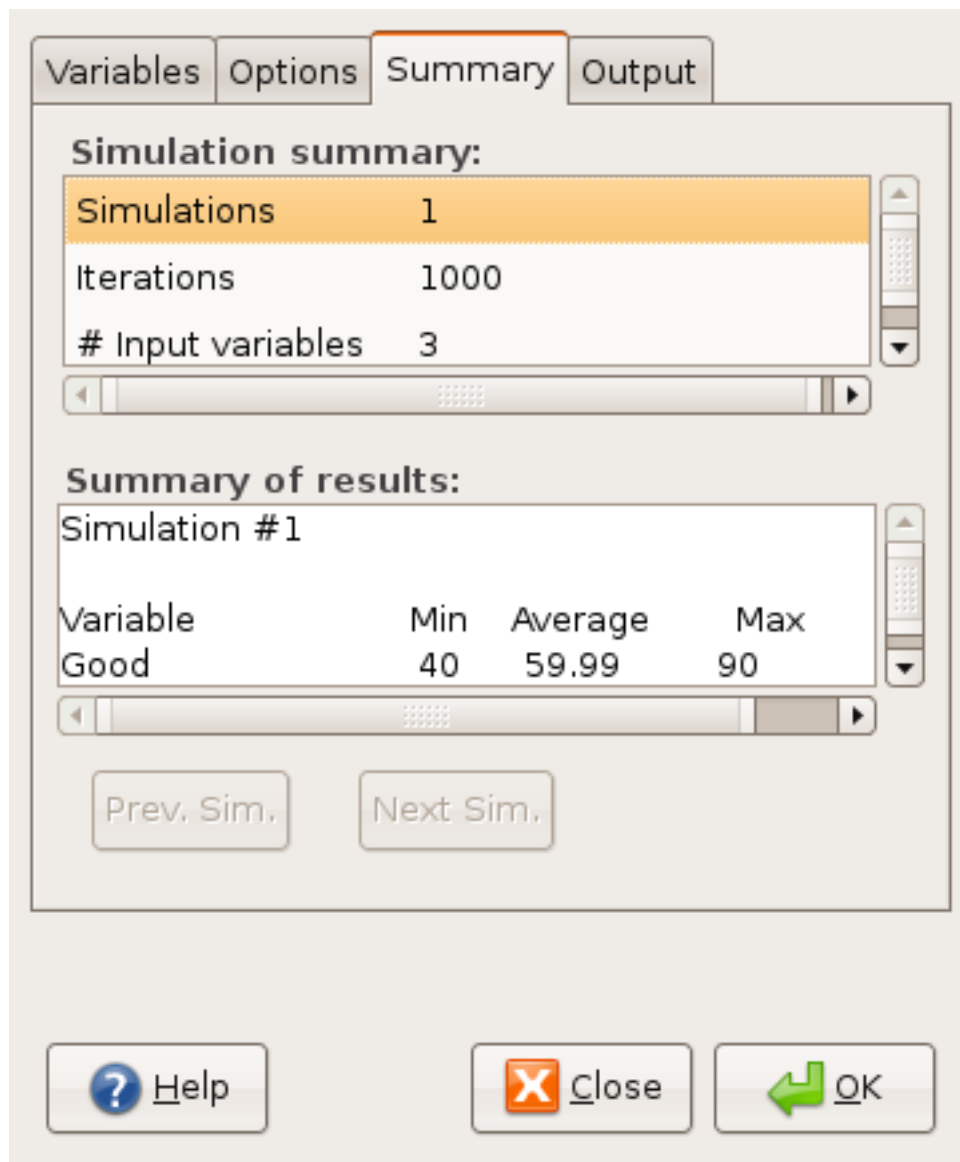 Variables Options Summary Output
Simulation summary:
Simulations 1
Iterations 1000
# Input variables 3
Summary of results:
Simulation #1
Variable Min Average Max
Good 40 59.99 90
Prev. Sim. Next Sim.
Help Close OK